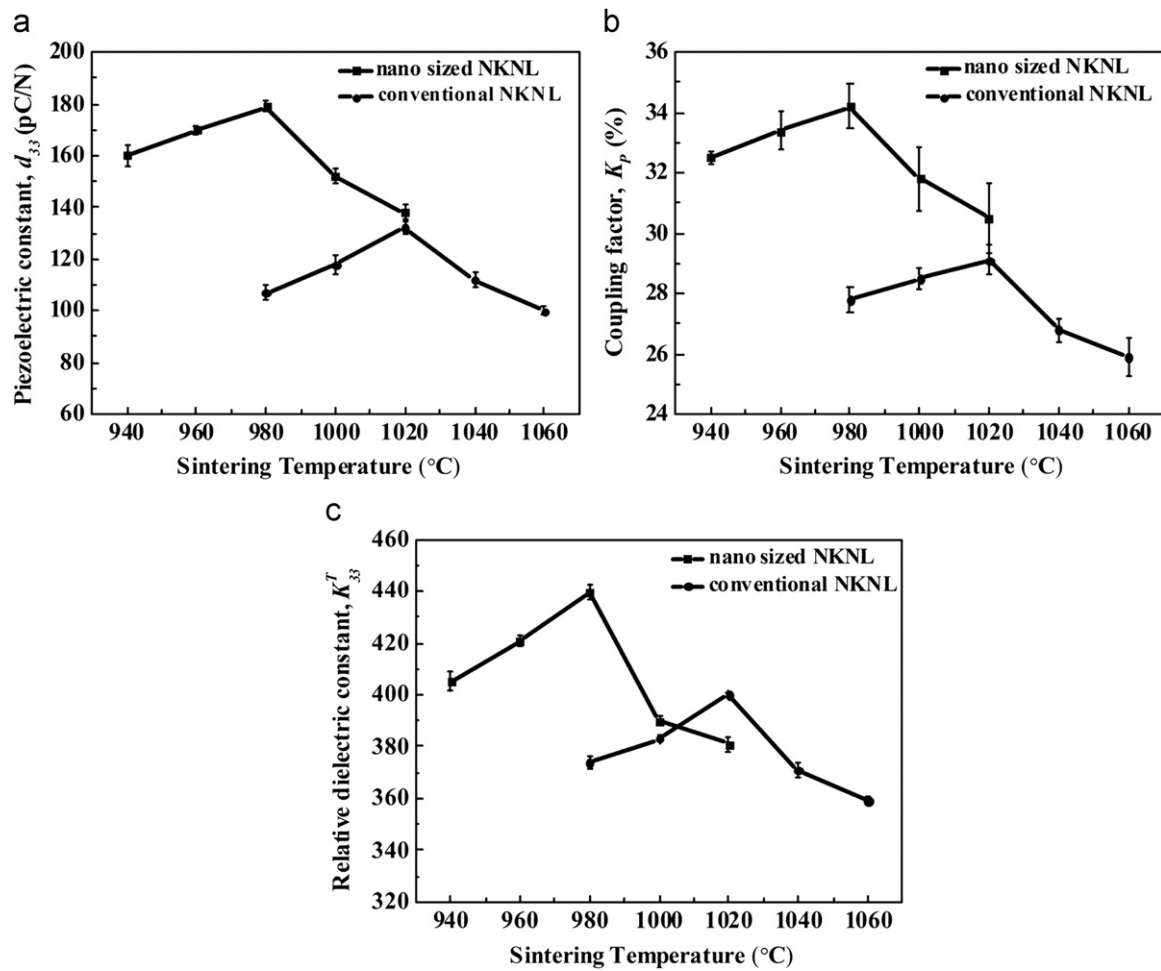 a
200
180
160
140
120
100
80
60
Piezoelectric constant, d33 (pC/N)
nano sized NKNL
conventional NKNL
940 960 980 1000 1020 1040 1060
Sintering Temperature (°C)
b
36
34
32
30
28
26
24
Coupling factor, Kp (%)
nano sized NKNL
conventional NKNL
940 960 980 1000 1020 1040 1060
Sintering Temperature (°C)
c
460
440
420
400
380
360
340
320
Relative dielectric constant, K^T_33
nano sized NKNL
conventional NKNL
940 960 980 1000 1020 1040 1060
Sintering Temperature (°C)